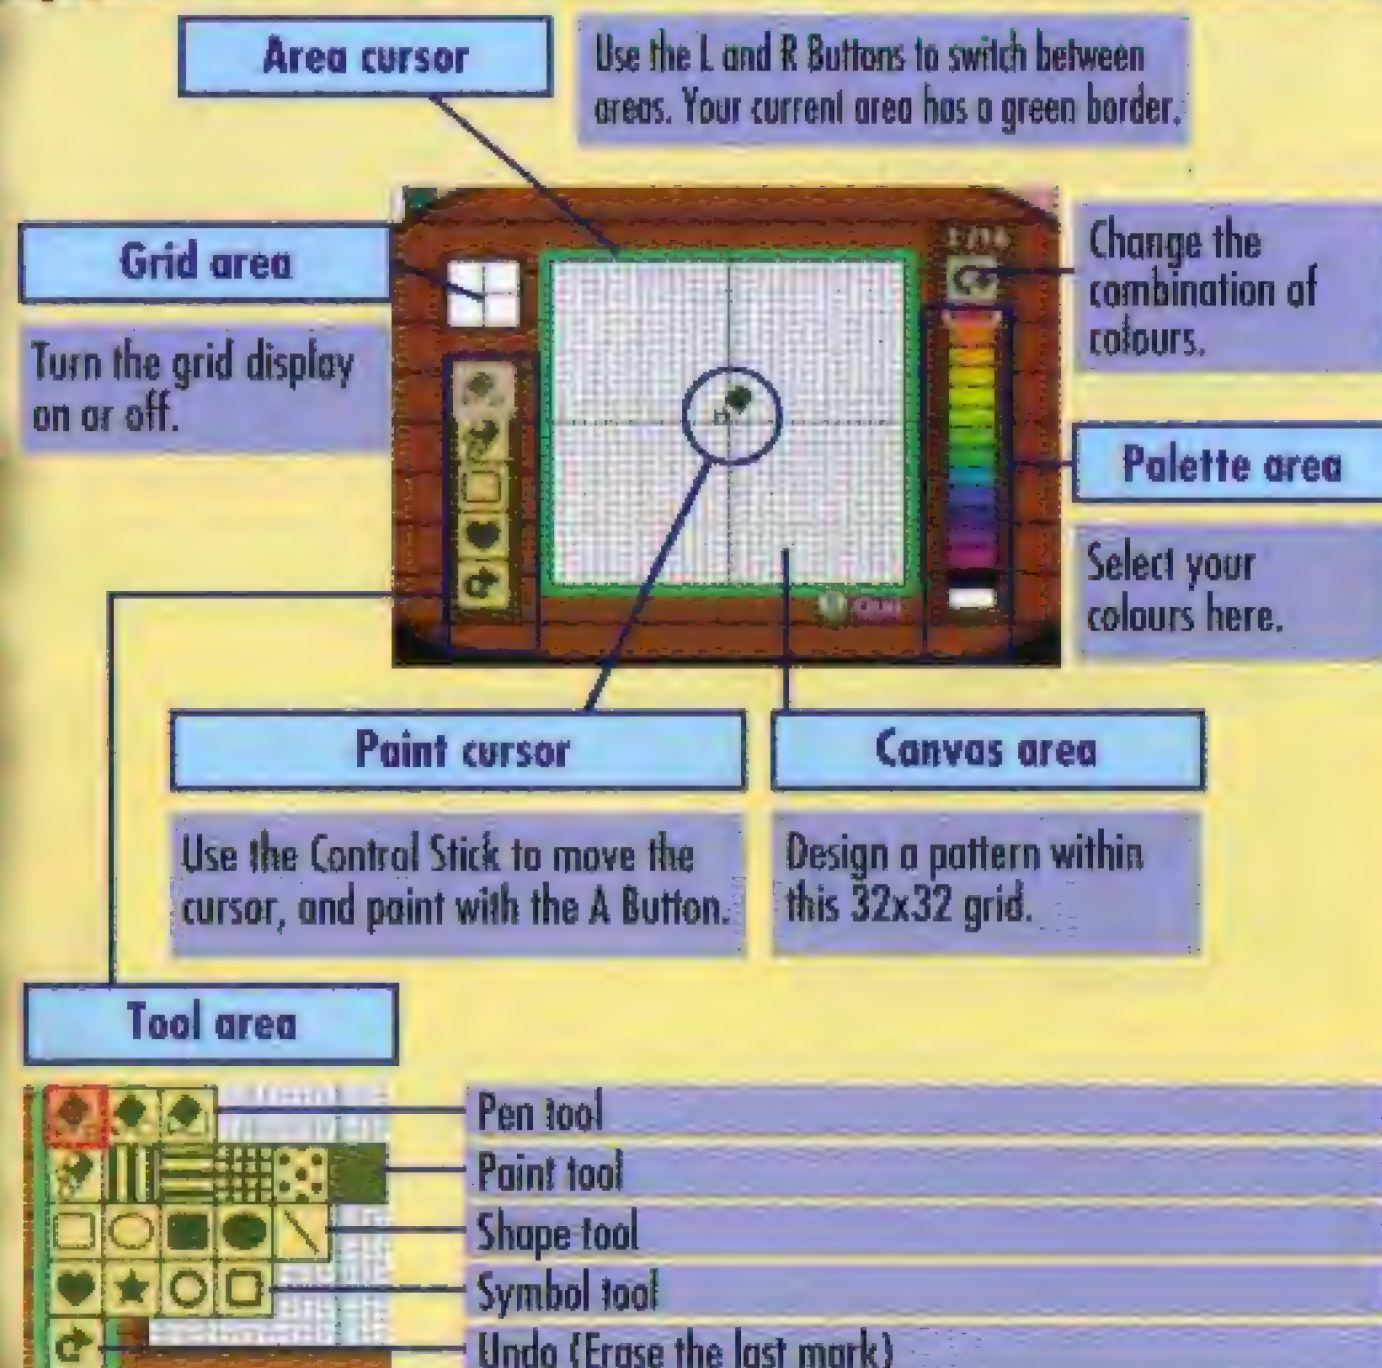 Area cursor
Use the L and R Buttons to switch between
areas. Your current area has a green border.
Grid area
Turn the grid display
on or off.
Change the
combination of
colours.
Palette area
Select your
colours here.
Paint cursor
Use the Control Stick to move the
cursor, and paint with the A Button.
Canvas area
Design a pattern within
this 32x32 grid.
Tool area
Pen tool
Paint tool
Shape tool
Symbol tool
Undo (Erase the last mark)